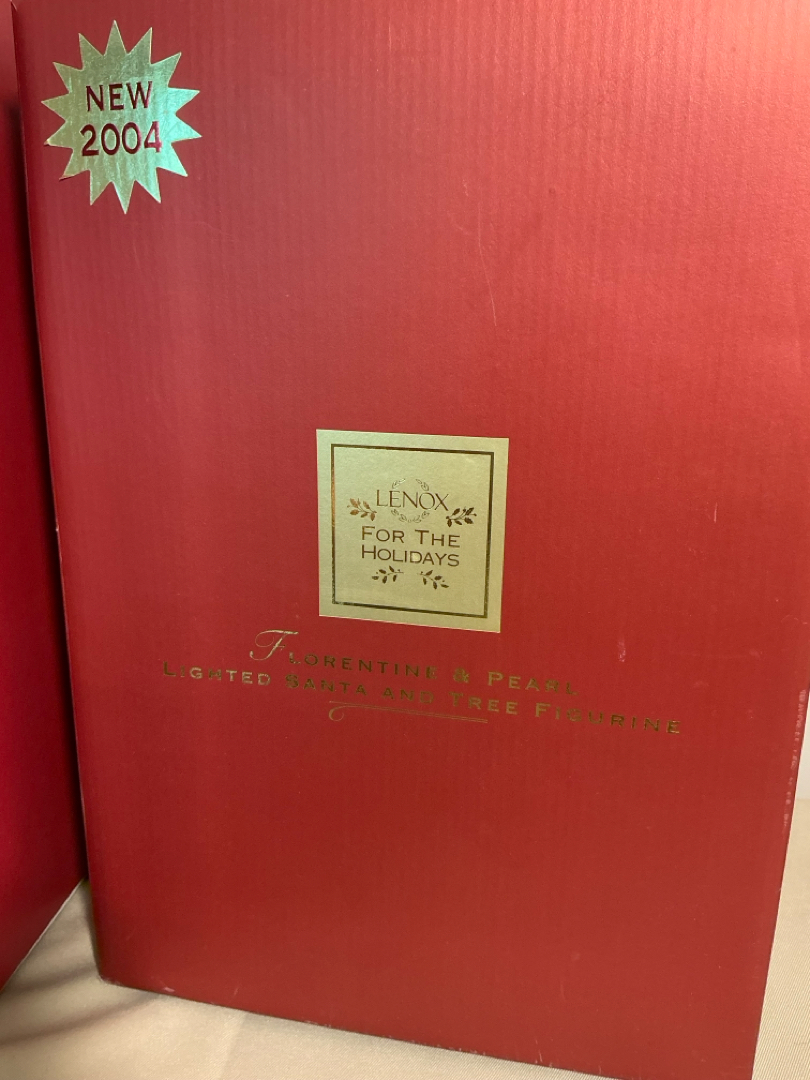 NEW
2004
LENOX
FOR THE
HOLIDAYS
FLORENTINE & PEARL
LIGHTED SANTA AND TREE FIGURINE